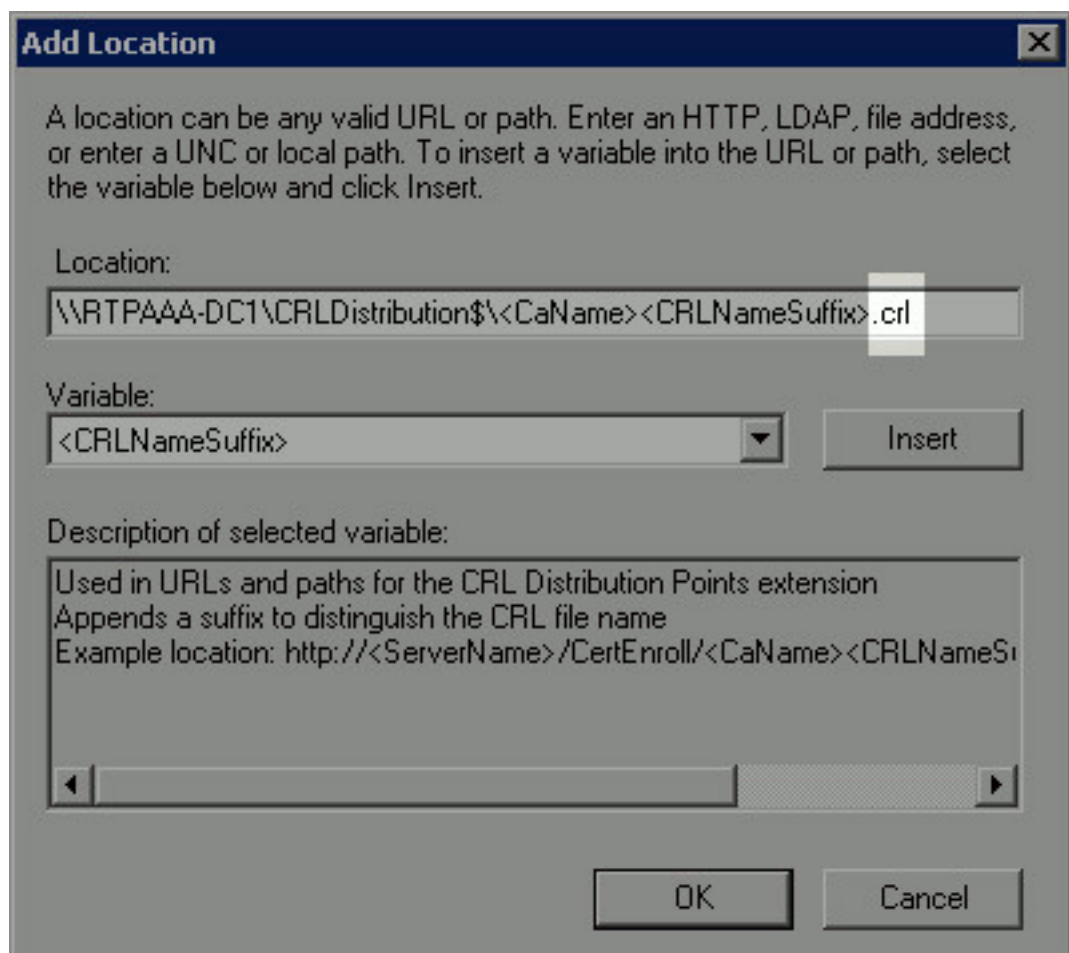 Add Location
A location can be any valid URL or path. Enter an HTTP, LDAP, file address,
or enter a UNC or local path. To insert a variable into the URL or path, select
the variable below and click Insert.
Location:
\\RTPAAA-DC1\CRLDistribution$\<CaName><CRLNameSuffix>.crl
Variable:
<CRLNameSuffix>
Insert
Description of selected variable:
Used in URLs and paths for the CRL Distribution Points extension
Appends a suffix to distinguish the CRL file name
Example location: http://<ServerName>/CertEnroll/<CaName><CRLNameSu
OK
Cancel